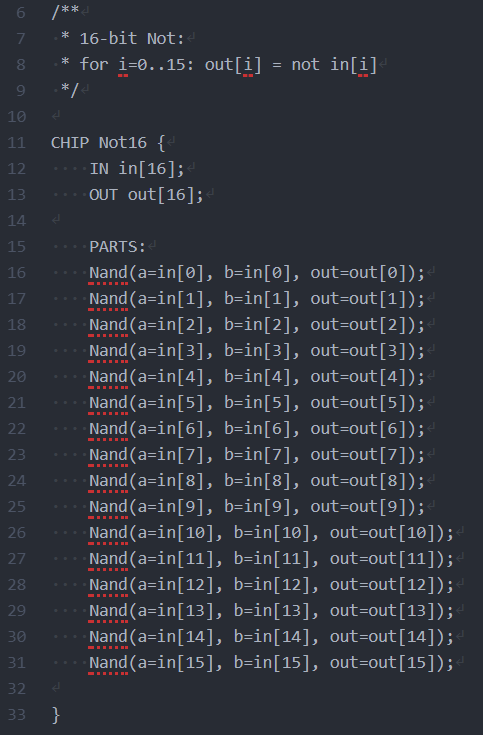 6 /**
7  * 16-bit Not:
8  * for i=0..15: out[i] = not in[i]
9  */
10
11 CHIP Not16 {
12     IN in[16];
13     OUT out[16];
14
15     PARTS:
16     Nand(a=in[0], b=in[0], out=out[0]);
17     Nand(a=in[1], b=in[1], out=out[1]);
18     Nand(a=in[2], b=in[2], out=out[2]);
19     Nand(a=in[3], b=in[3], out=out[3]);
20     Nand(a=in[4], b=in[4], out=out[4]);
21     Nand(a=in[5], b=in[5], out=out[5]);
22     Nand(a=in[6], b=in[6], out=out[6]);
23     Nand(a=in[7], b=in[7], out=out[7]);
24     Nand(a=in[8], b=in[8], out=out[8]);
25     Nand(a=in[9], b=in[9], out=out[9]);
26     Nand(a=in[10], b=in[10], out=out[10]);
27     Nand(a=in[11], b=in[11], out=out[11]);
28     Nand(a=in[12], b=in[12], out=out[12]);
29     Nand(a=in[13], b=in[13], out=out[13]);
30     Nand(a=in[14], b=in[14], out=out[14]);
31     Nand(a=in[15], b=in[15], out=out[15]);
32
33 }